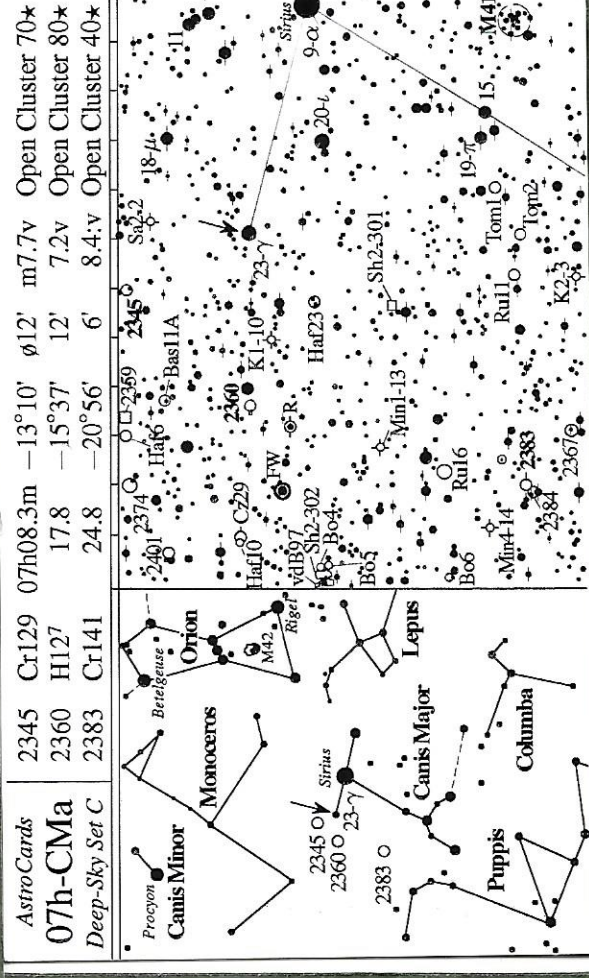 AstroCards 2345 Cr129 07h08.3m −13°10' ø12' m7.7v Open Cluster 70★
07h-CMa 2360 H12 17.8 −15°37' 12' 7.2v Open Cluster 80★
Deep-Sky Set C 2383 Cr141 24.8 −20°56' 6' 8.4:v Open Cluster 40★
Procyon
Canis Minor
Monoceros
Betelgeuse
Orion
M42
Rigel
2345
2360
2383
Sirius
23-γ
Canis Major
Lepus
Puppis
Columba
2401
2374
Haf6
2359
Bas11A
2345
Sa2-2
18-μ
11
Haf10
Cz29
2360
K1-10
23-γ
FW
R
Haf23
20-ι
Sirius
9-α
vdB97
Sh2-302
Bo4
Bo5
Min1-13
Sh2-301
Bo6
Ru16
Min4-14
2383
2384
2367
Ru11
K2-3
Tom1
Tom2
19-π
15
M41